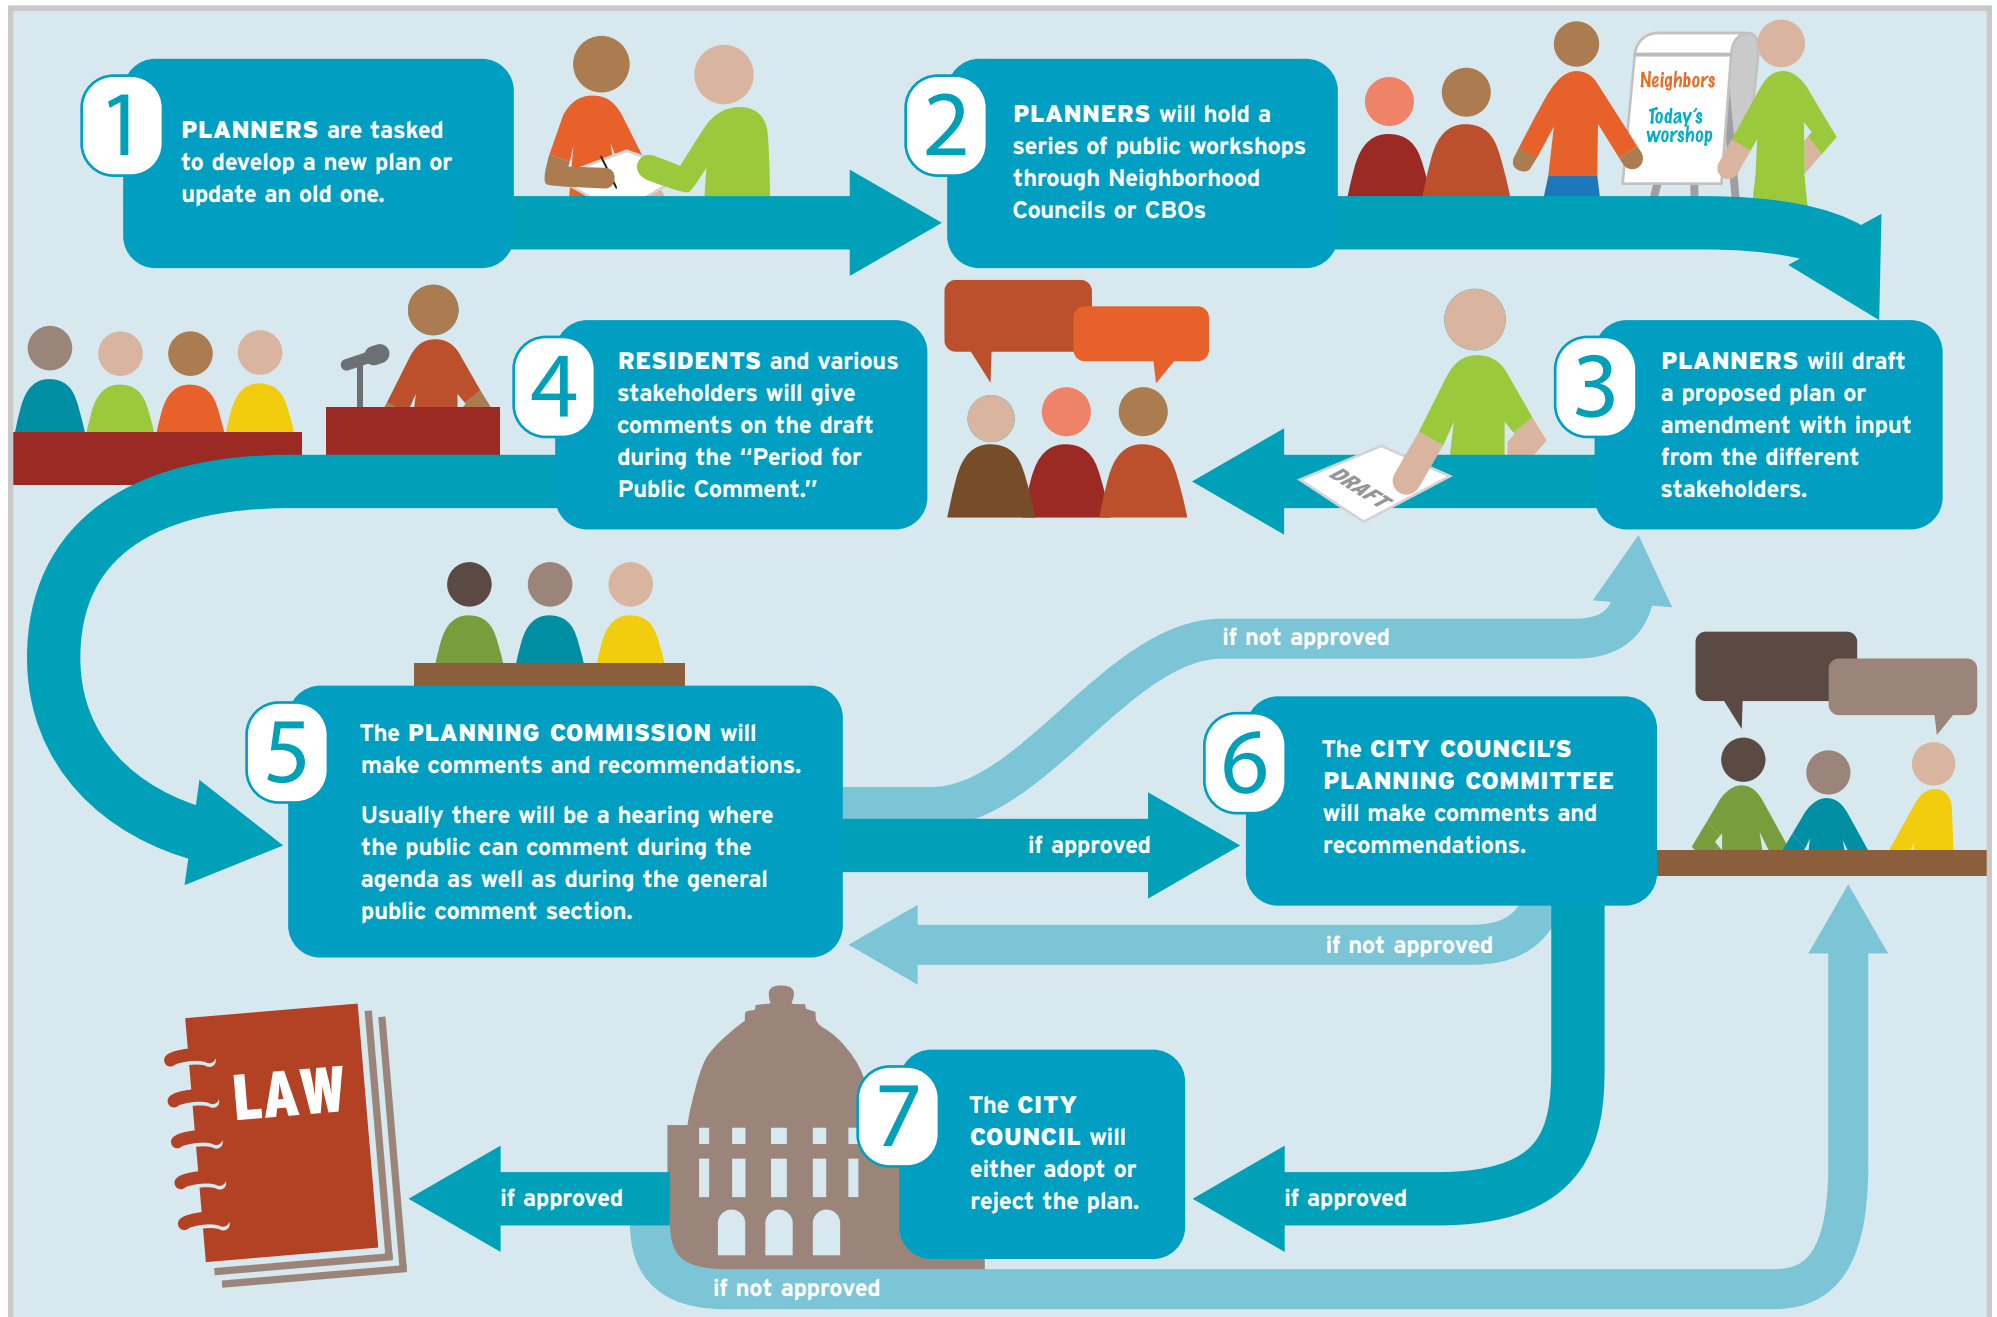 1
PLANNERS are tasked
to develop a new plan or
update an old one.
2
PLANNERS will hold a
series of public workshops
through Neighborhood
Councils or CBOs
Neighbors
Today's
worshop
3
PLANNERS will draft
a proposed plan or
amendment with input
from the different
stakeholders.
DRAFT
4
RESIDENTS and various
stakeholders will give
comments on the draft
during the “Period for
Public Comment.”
5
The PLANNING COMMISSION will
make comments and recommendations.
Usually there will be a hearing where
the public can comment during the
agenda as well as during the general
public comment section.
if not approved
if approved
6
The CITY COUNCIL'S
PLANNING COMMITTEE
will make comments and
recommendations.
if not approved
if approved
7
The CITY
COUNCIL will
either adopt or
reject the plan.
if approved
if not approved
LAW